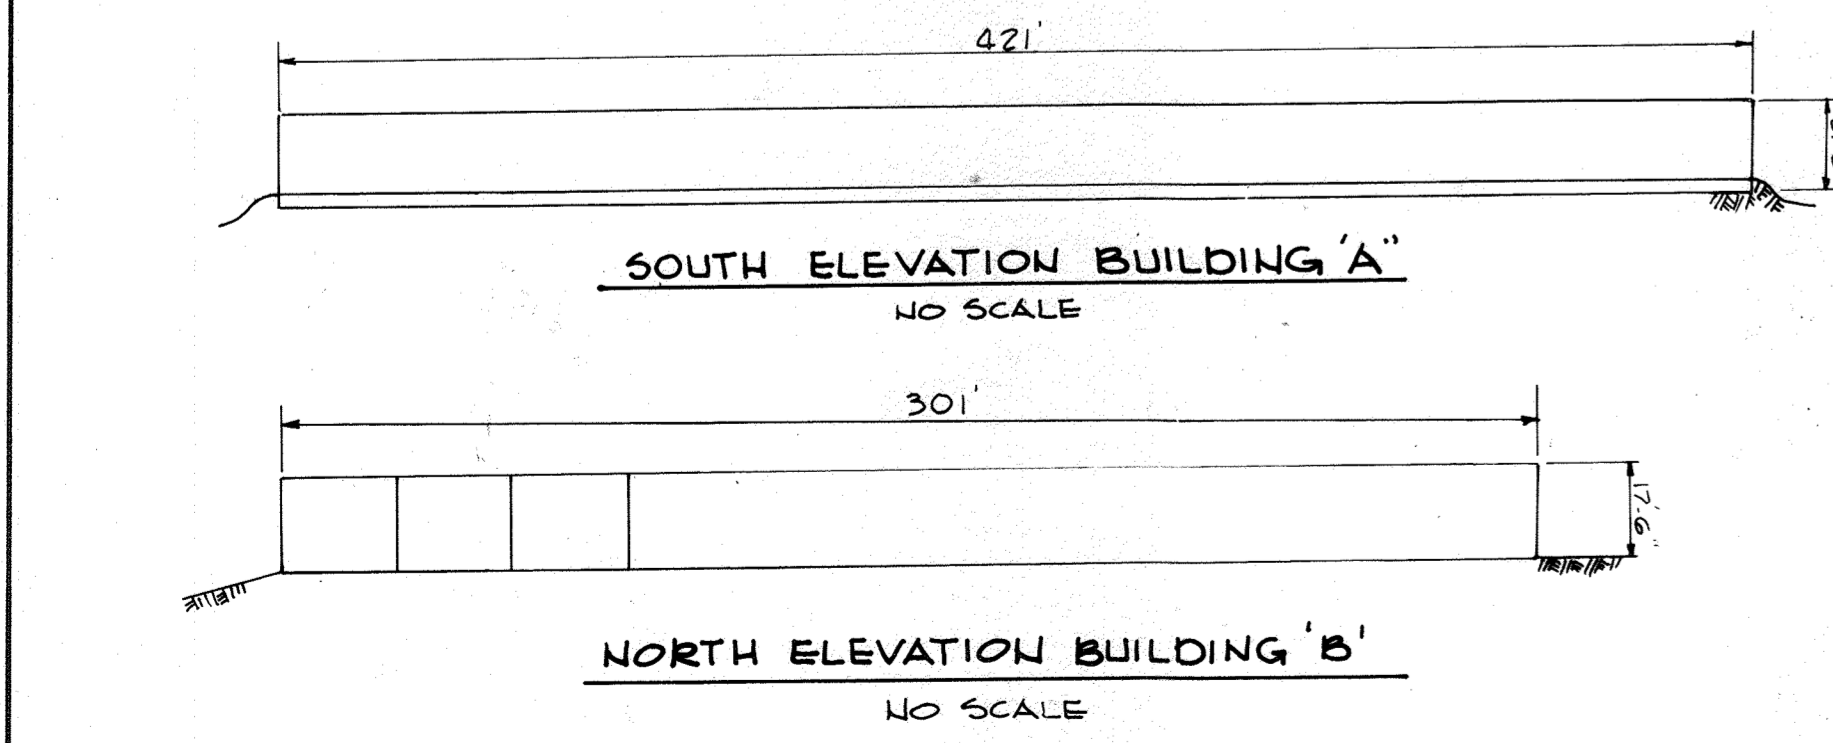 421'
SOUTH ELEVATION BUILDING 'A"
NO SCALE
301'
17'-6"
NORTH ELEVATION BUILDING 'B'
NO SCALE